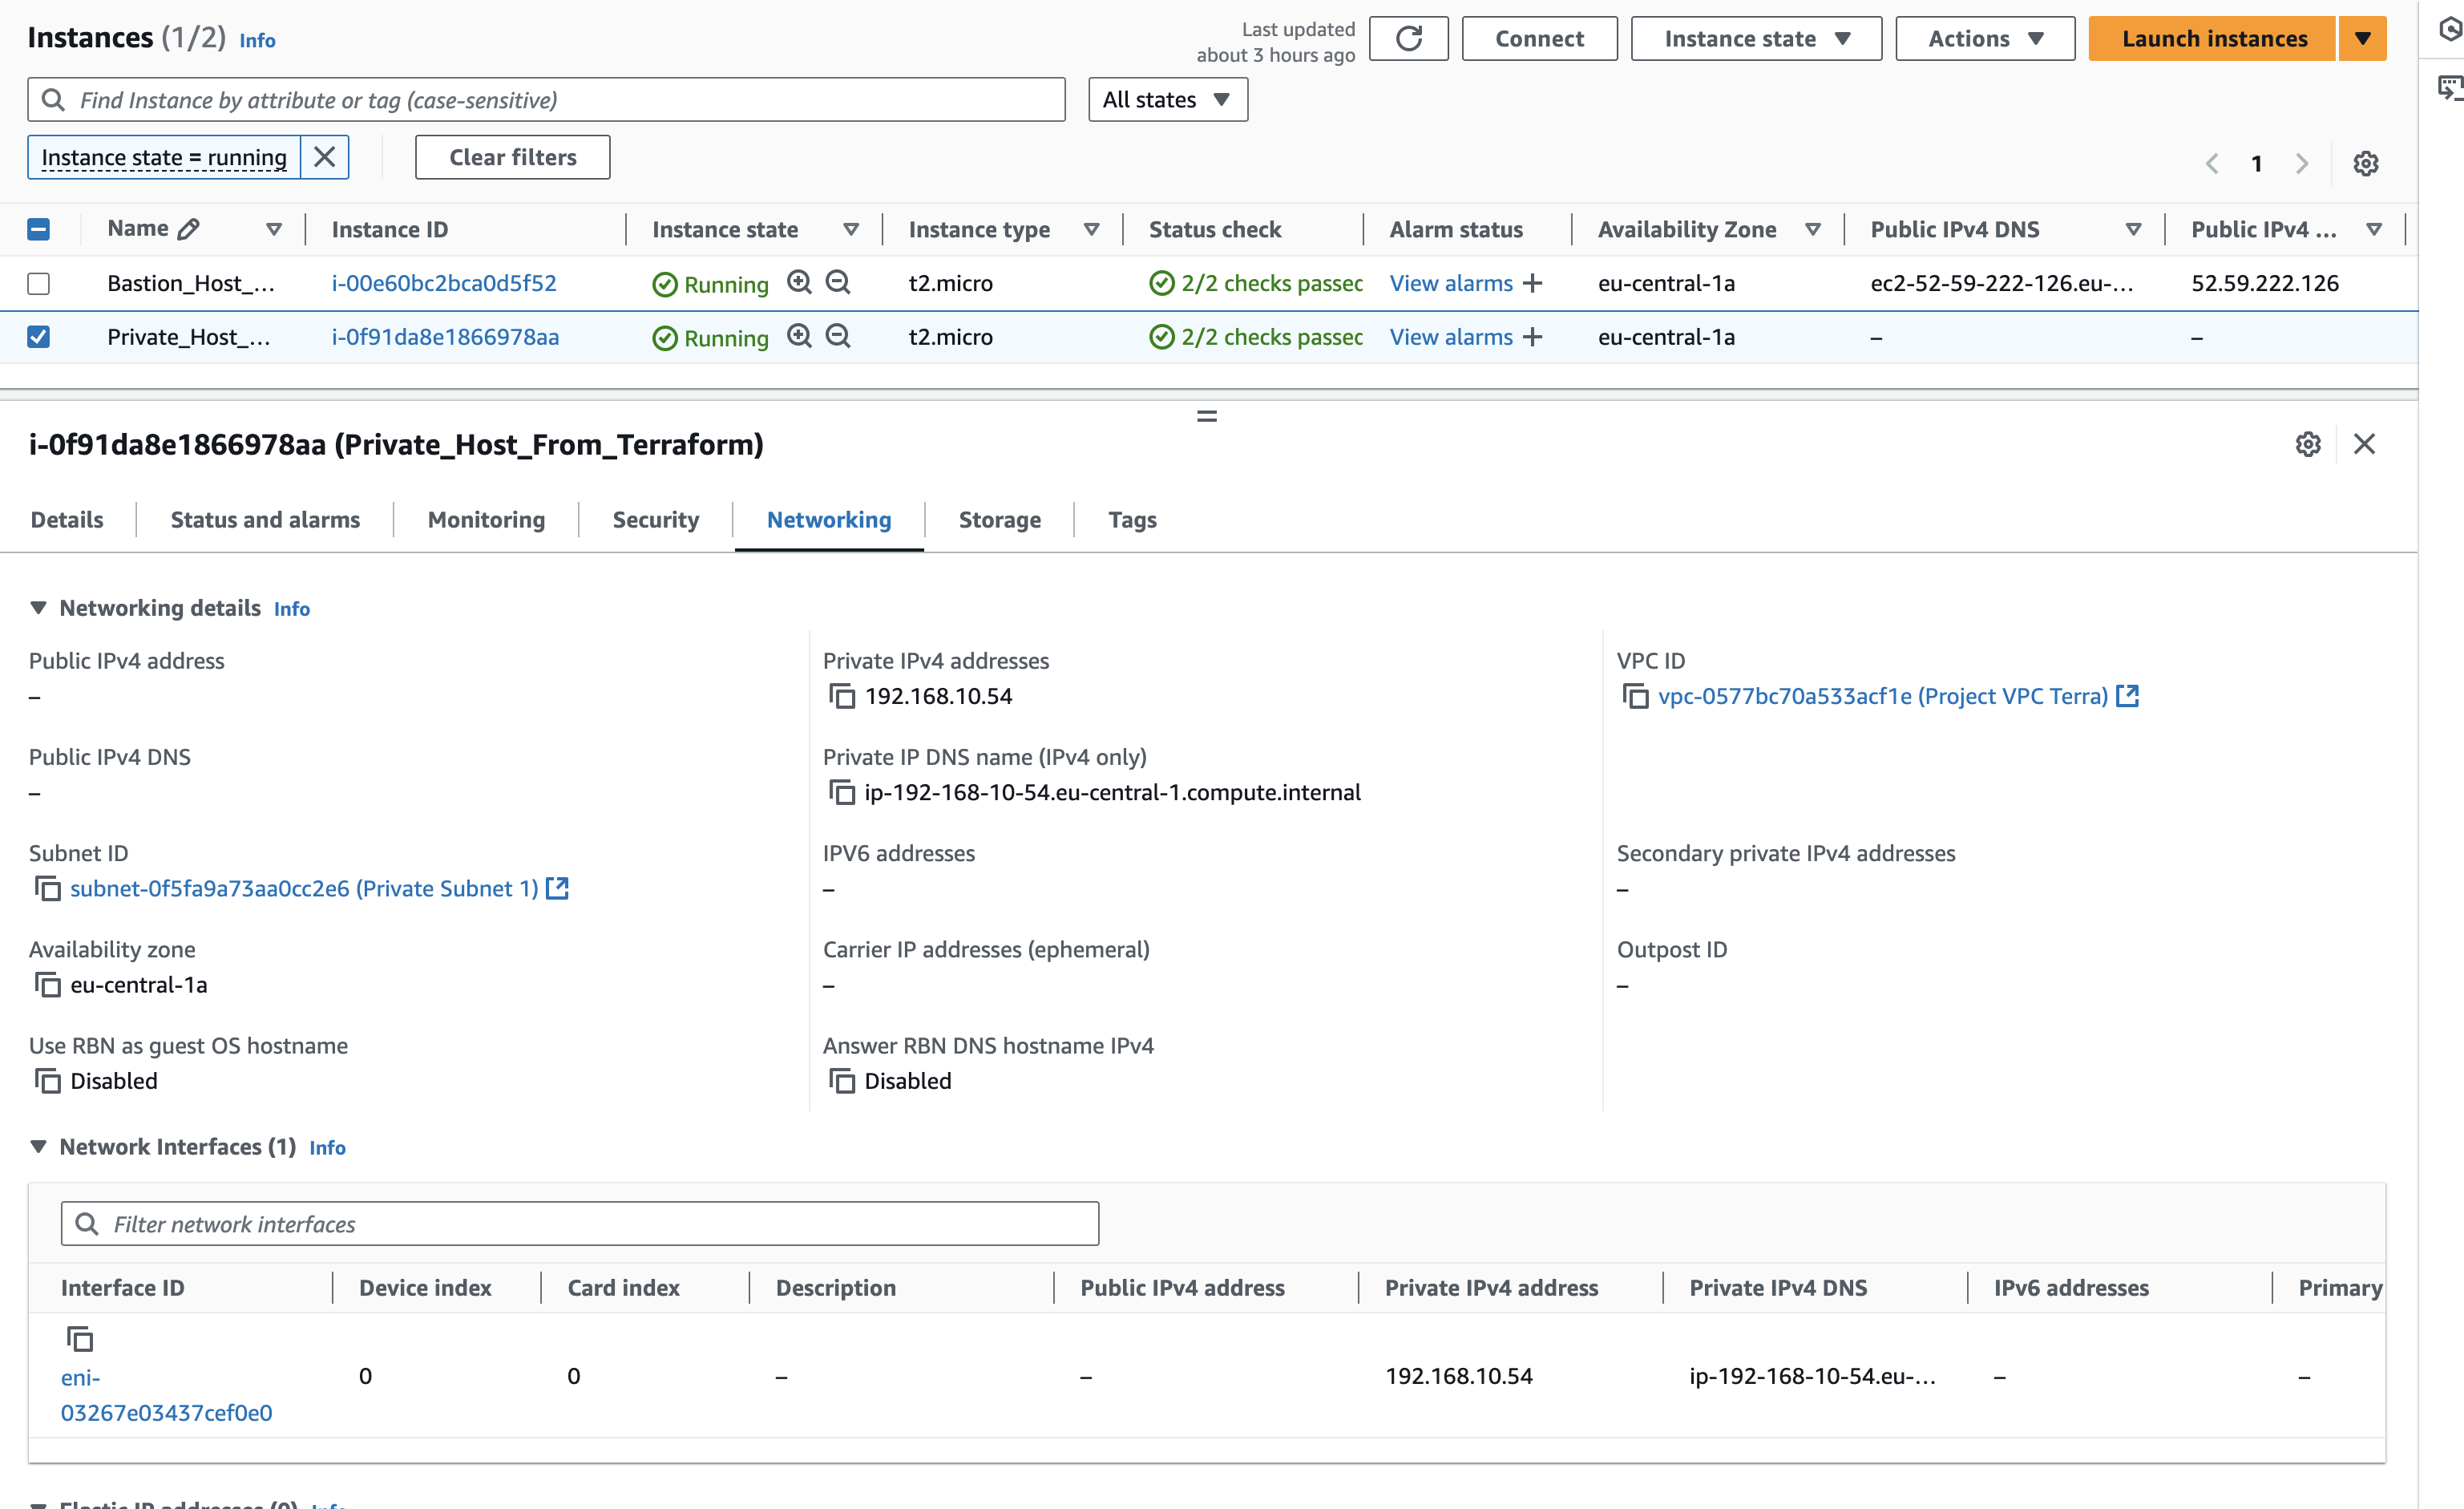 Instances (1/2) Info
Last updated
about 3 hours ago
Connect
Instance state
Actions
Launch instances
Find Instance by attribute or tag (case-sensitive)
All states
Instance state = running
Clear filters
1
Name Instance ID Instance state Instance type Status check Alarm status Availability Zone Public IPv4 DNS Public IPv4 ...
Bastion_Host_... i-00e60bc2bca0d5f52 Running t2.micro 2/2 checks passec View alarms + eu-central-1a ec2-52-59-222-126.eu-... 52.59.222.126
Private_Host_... i-0f91da8e1866978aa Running t2.micro 2/2 checks passec View alarms + eu-central-1a – –
i-0f91da8e1866978aa (Private_Host_From_Terraform)
Details Status and alarms Monitoring Security Networking Storage Tags
Networking details Info
Public IPv4 address Private IPv4 addresses VPC ID
– 192.168.10.54 vpc-0577bc70a533acf1e (Project VPC Terra)
Public IPv4 DNS Private IP DNS name (IPv4 only)
– ip-192-168-10-54.eu-central-1.compute.internal
Subnet ID IPV6 addresses Secondary private IPv4 addresses
subnet-0f5fa9a73aa0cc2e6 (Private Subnet 1) – –
Availability zone Carrier IP addresses (ephemeral) Outpost ID
eu-central-1a – –
Use RBN as guest OS hostname Answer RBN DNS hostname IPv4
Disabled Disabled
Network Interfaces (1) Info
Filter network interfaces
Interface ID Device index Card index Description Public IPv4 address Private IPv4 address Private IPv4 DNS IPv6 addresses Primary
eni-
03267e03437cef0e0 0 0 – – 192.168.10.54 ip-192-168-10-54.eu-... – –
Elastic IP addresses (0) Info